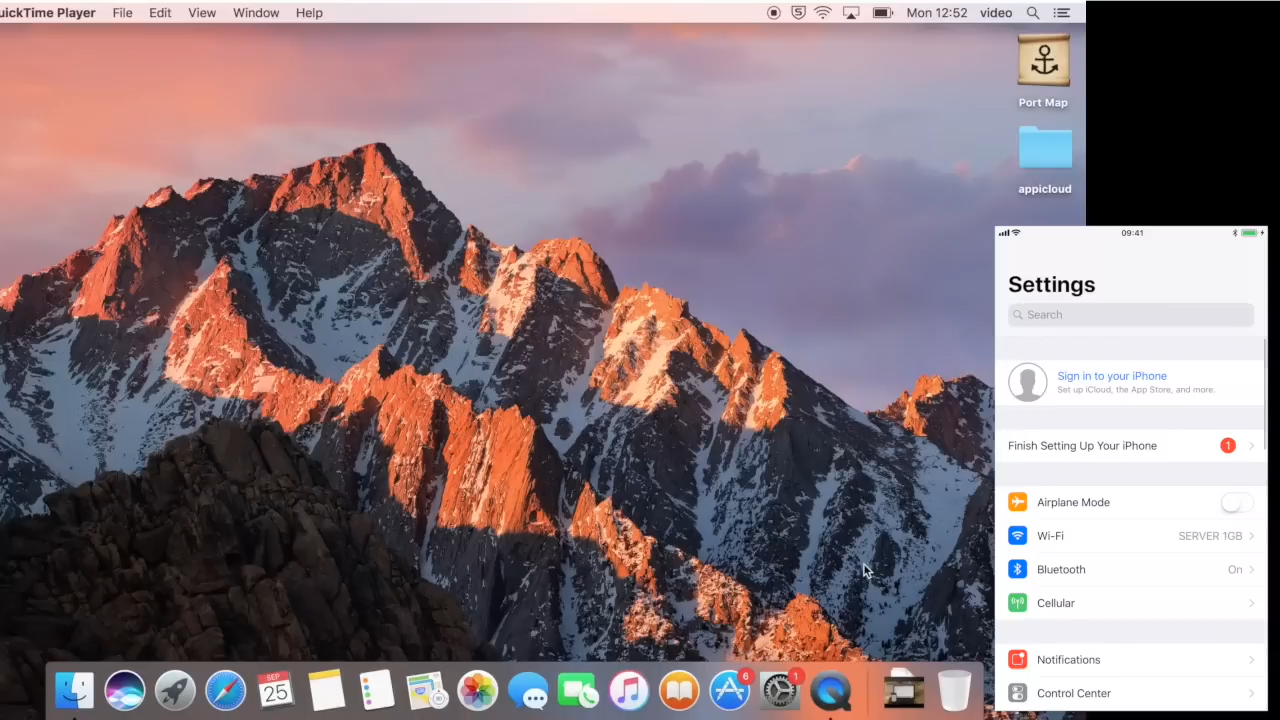 uickTime Player File Edit View Window Help Mon 12:52 video
Port Map
appicloud
09:41
Settings
Search
Sign in to your iPhone
Set up iCloud, the App Store, and more.
Finish Setting Up Your iPhone 1
Airplane Mode
Wi-Fi SERVER 1GB
Bluetooth On
Cellular
Notifications
Control Center
SEP
25
6
1